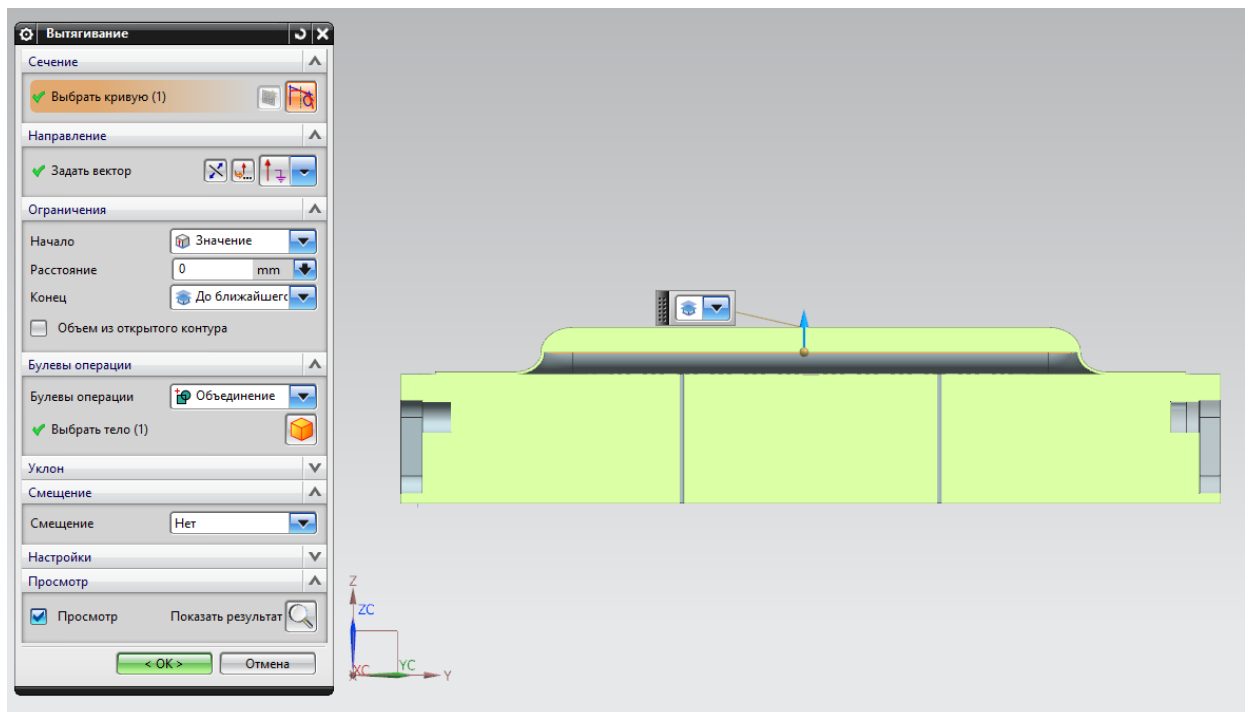 Вытягивание
Сечение
Выбрать кривую (1)
Направление
Задать вектор
Ограничения
Начало Значение
Расстояние 0 mm
Конец До ближайшего
Объем из открытого контура
Булевы операции
Булевы операции Объединение
Выбрать тело (1)
Уклон
Смещение
Смещение Нет
Настройки
Просмотр
Просмотр Показать результат
< OK > Отмена
Z
ZC
XC YC Y